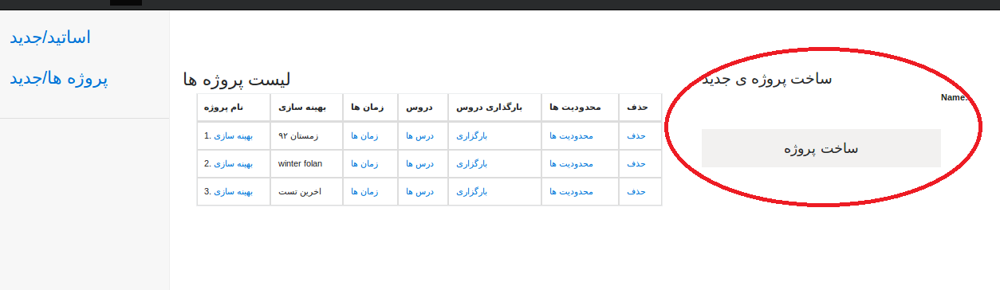 اساتید/جدید
پروژه ها/جدید
لیست پروژه ها
نام پروژه بهینه سازی زمان ها دروس بارگذاری دروس محدودیت ها حذف
1. بهینه سازی زمستان ۹۲ زمان ها درس ها بارگزاری محدودیت ها حذف
2. بهینه سازی winter folan زمان ها درس ها بارگزاری محدودیت ها حذف
3. بهینه سازی اخرین تست زمان ها درس ها بارگزاری محدودیت ها حذف
ساخت پروژه ی جدید
Name:
ساخت پروژه